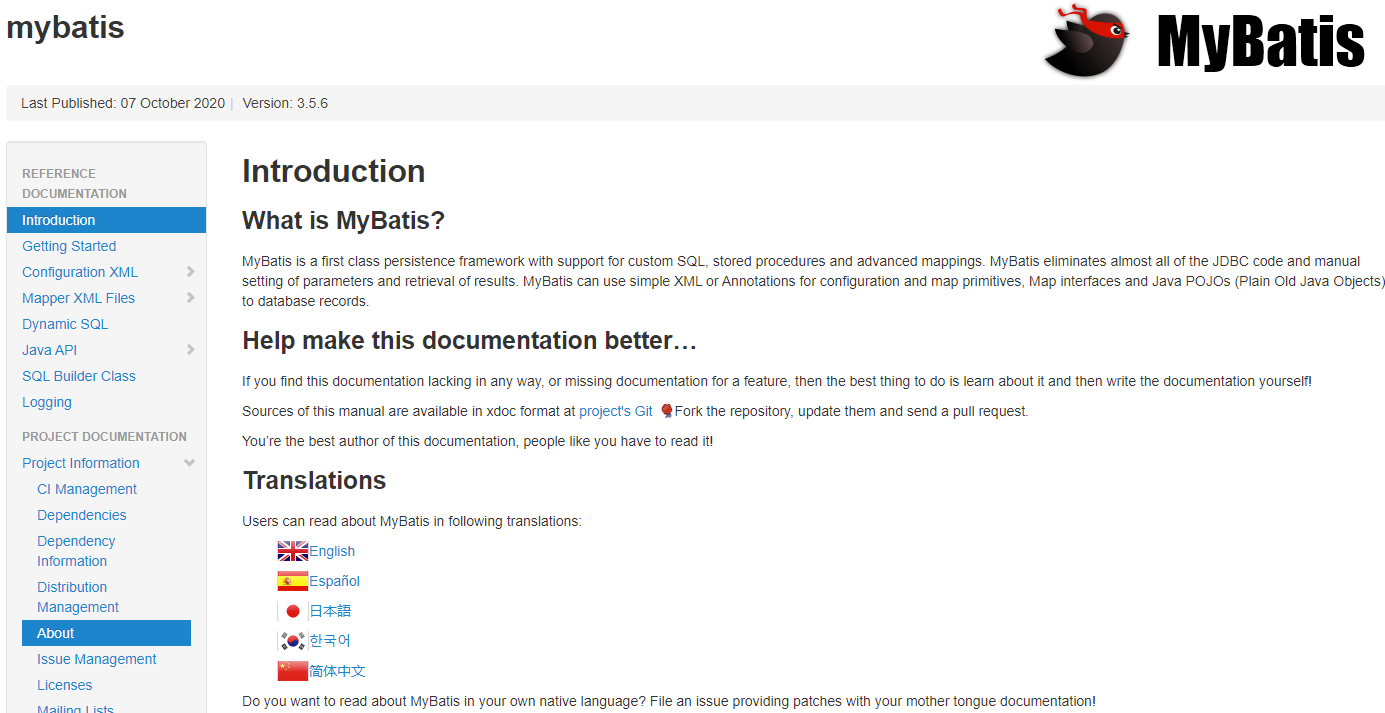 mybatis
MyBatis
Last Published: 07 October 2020 | Version: 3.5.6
REFERENCE
DOCUMENTATION
Introduction
Getting Started
Configuration XML
Mapper XML Files
Dynamic SQL
Java API
SQL Builder Class
Logging
PROJECT DOCUMENTATION
Project Information
CI Management
Dependencies
Dependency
Information
Distribution
Management
About
Issue Management
Licenses
Mailing Lists
Introduction
What is MyBatis?
MyBatis is a first class persistence framework with support for custom SQL, stored procedures and advanced mappings. MyBatis eliminates almost all of the JDBC code and manual
setting of parameters and retrieval of results. MyBatis can use simple XML or Annotations for configuration and map primitives, Map interfaces and Java POJOs (Plain Old Java Objects)
to database records.
Help make this documentation better…
If you find this documentation lacking in any way, or missing documentation for a feature, then the best thing to do is learn about it and then write the documentation yourself!
Sources of this manual are available in xdoc format at project's Git Fork the repository, update them and send a pull request.
You’re the best author of this documentation, people like you have to read it!
Translations
Users can read about MyBatis in following translations:
English
Español
日本語
한국어
简体中文
Do you want to read about MyBatis in your own native language? File an issue providing patches with your mother tongue documentation!